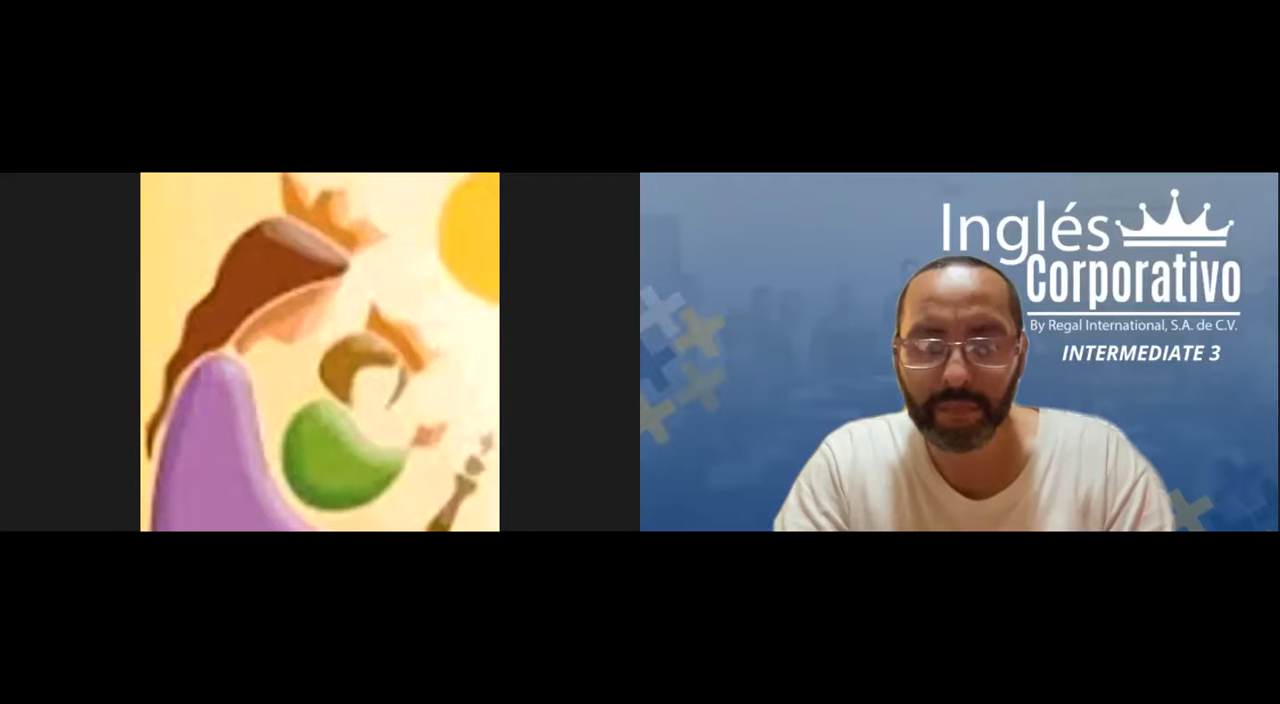 Inglés
Corporativo
By Regal International, S.A. de C.V.
INTERMEDIATE 3